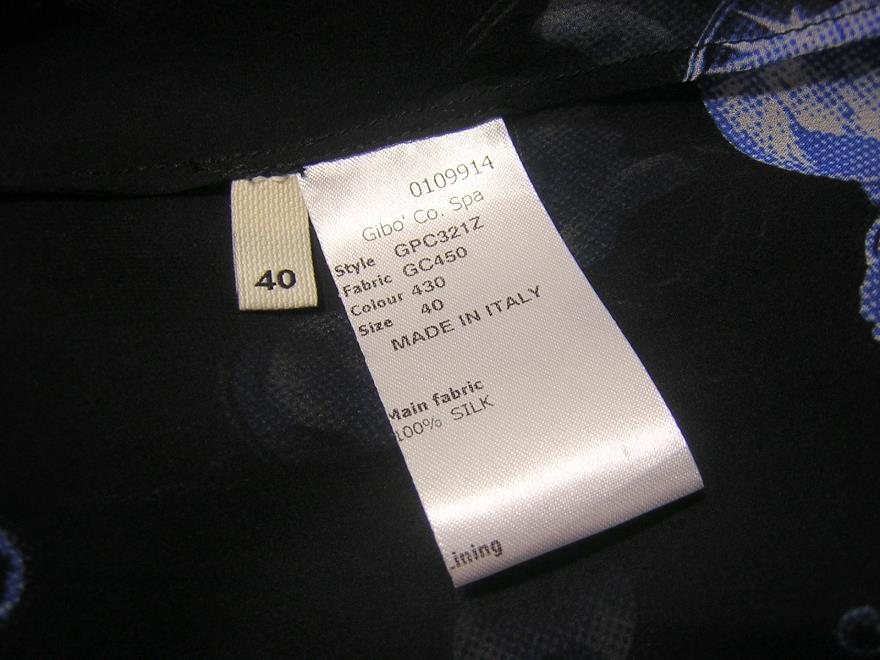 40
0109914
Gibo' Co. Spa
Style GPC321Z
Fabric GC450
Colour 430
Size 40
MADE IN ITALY
Main fabric
100% SILK
Lining